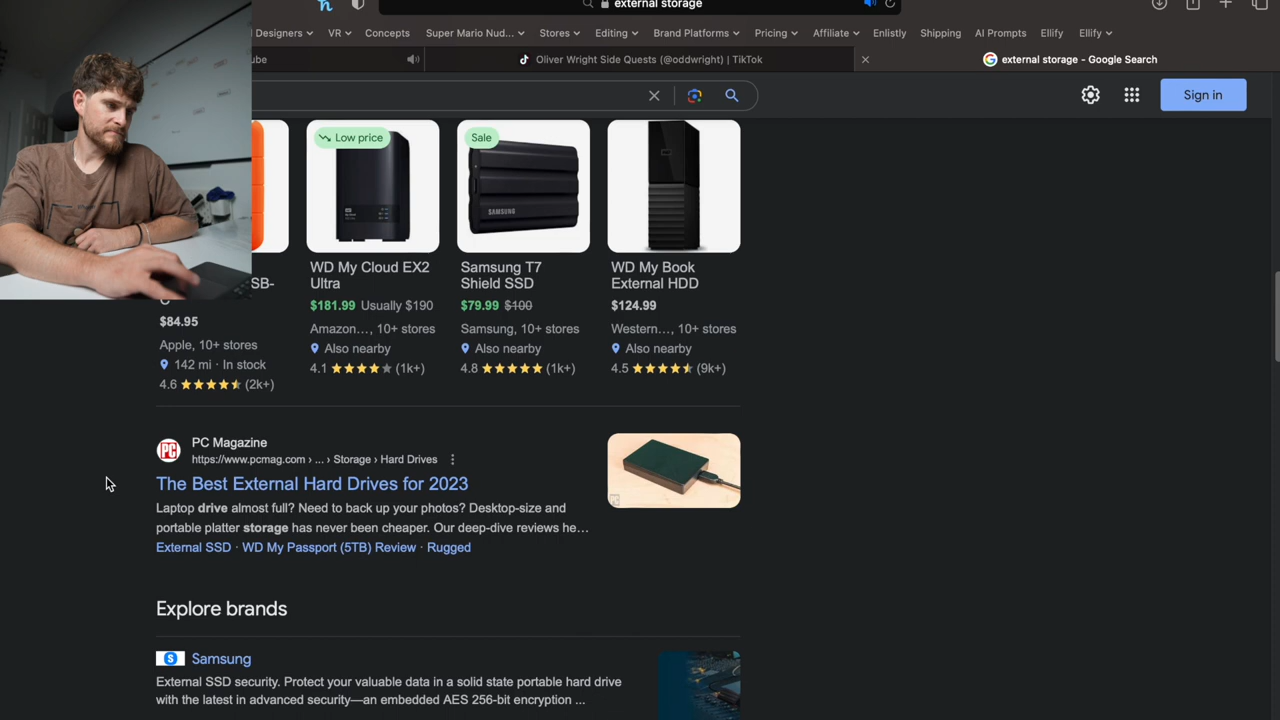 external storage
Designers
VR
Concepts
Super Mario Nud...
Stores
Editing
Brand Platforms
Pricing
Affiliate
Enlistly
Shipping
AI Prompts
Ellify
Ellify
Oliver Wright Side Quests (@oddwright) | TikTok
external storage - Google Search
Sign in
Low price
Sale
SAMSUNG
SB-
C
$84.95
Apple, 10+ stores
142 mi · In stock
4.6 (2k+)
WD My Cloud EX2
Ultra
$181.99 Usually $190
Amazon..., 10+ stores
Also nearby
4.1 (1k+)
Samsung T7
Shield SSD
$79.99 $100
Samsung, 10+ stores
Also nearby
4.8 (1k+)
WD My Book
External HDD
$124.99
Western..., 10+ stores
Also nearby
4.5 (9k+)
PC Magazine
https://www.pcmag.com › ... › Storage › Hard Drives
The Best External Hard Drives for 2023
Laptop drive almost full? Need to back up your photos? Desktop-size and
portable platter storage has never been cheaper. Our deep-dive reviews he...
External SSD · WD My Passport (5TB) Review · Rugged
Explore brands
S Samsung
External SSD security. Protect your valuable data in a solid state portable hard drive
with the latest in advanced security—an embedded AES 256-bit encryption ...